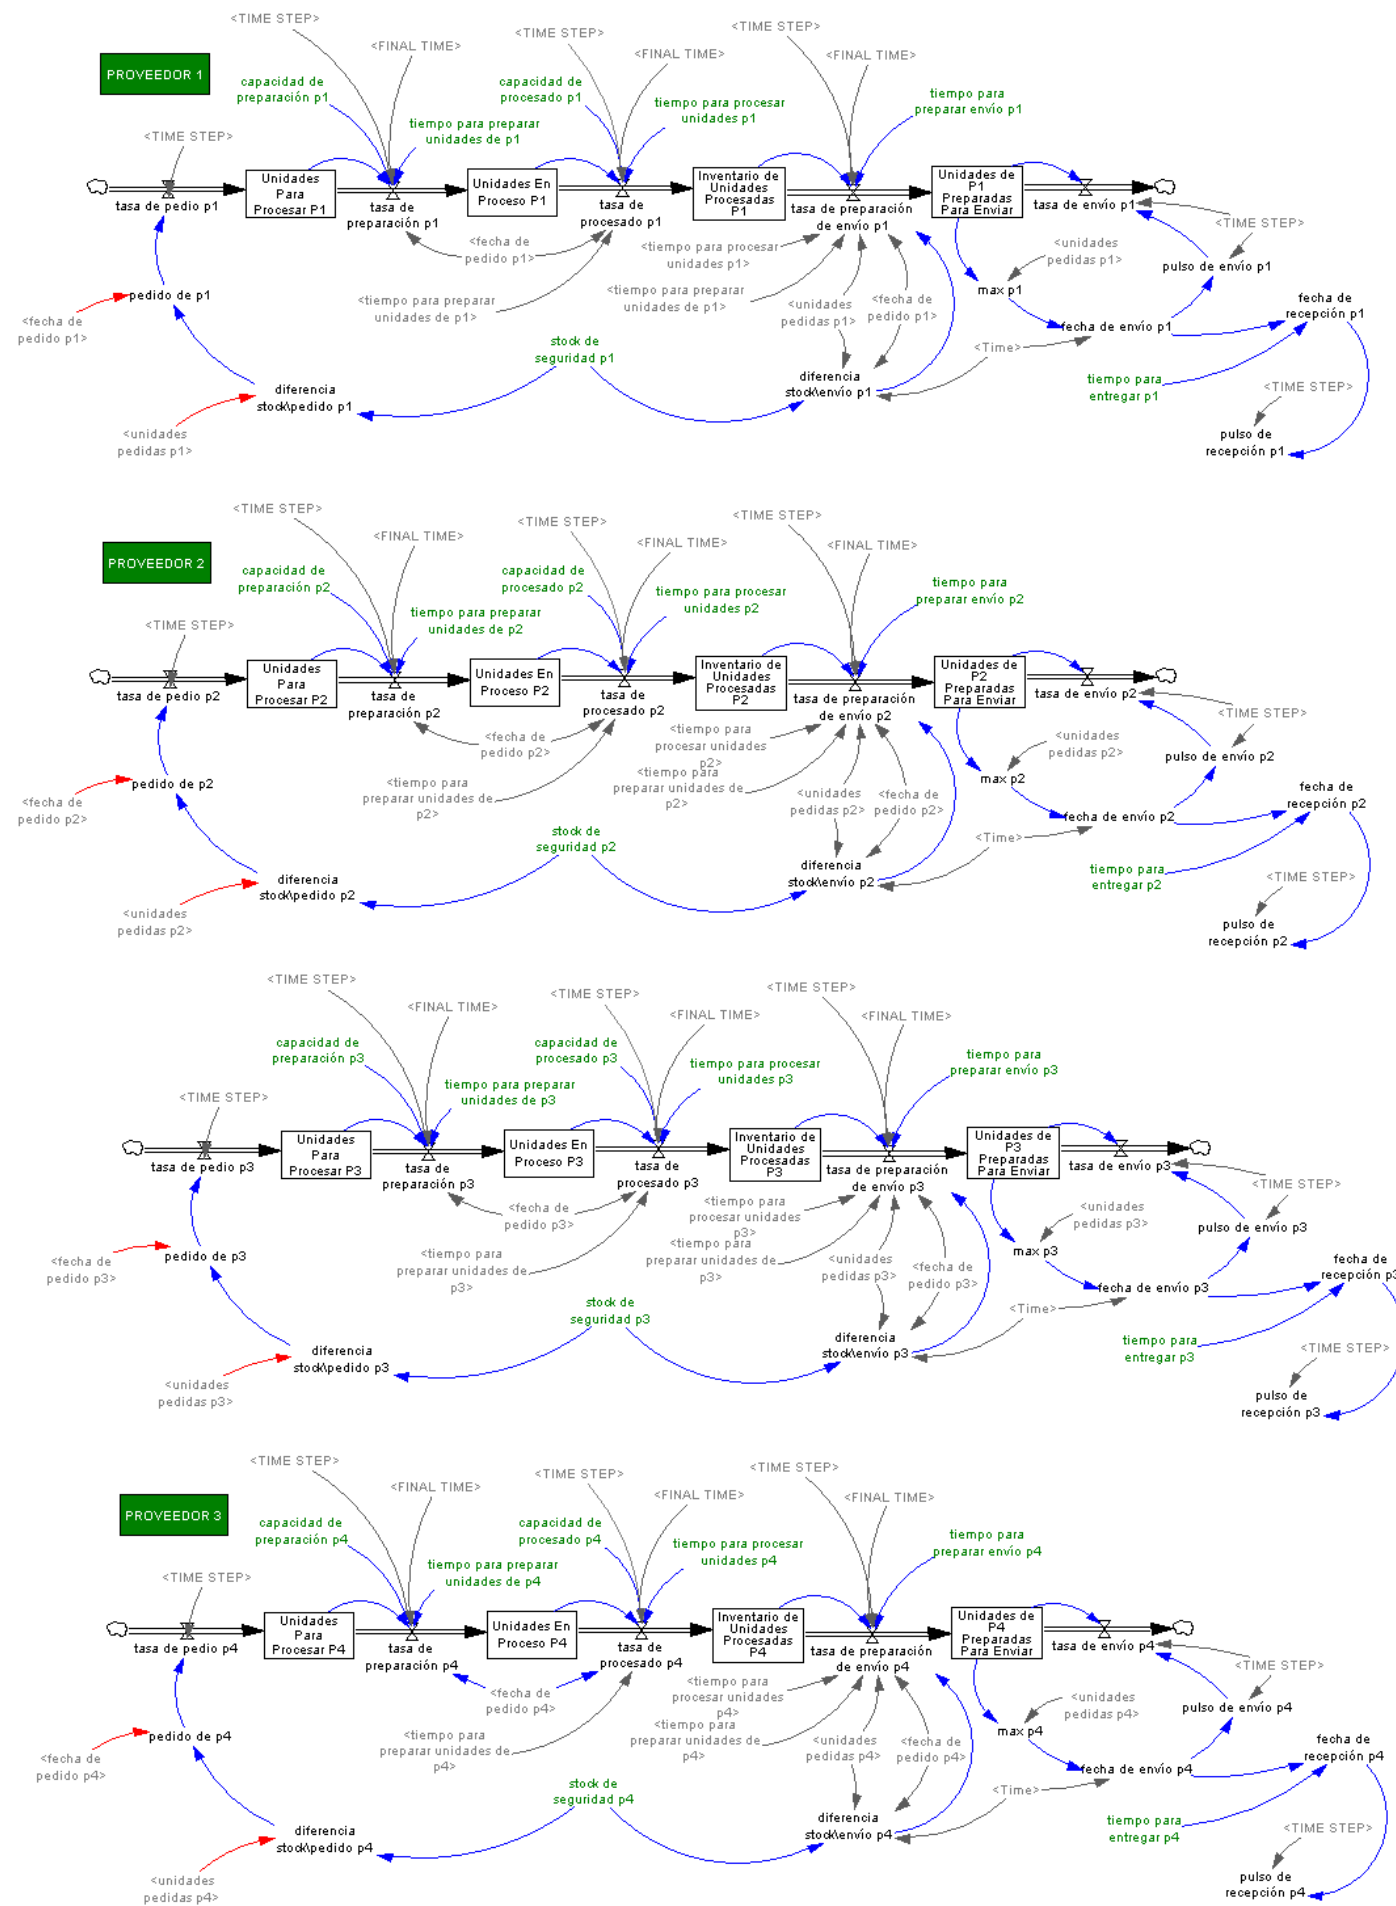 <TIME STEP>
<FINAL TIME>
<TIME STEP>
<FINAL TIME>
<TIME STEP>
<FINAL TIME>
PROVEEDOR 1
capacidad de
preparación p1
capacidad de
procesado p1
tiempo para
preparar envío p1
tiempo para preparar
unidades de p1
tiempo para procesar
unidades p1
<TIME STEP>
Unidades
Para
Procesar P1
Unidades En
Proceso P1
Inventario de
Unidades
Procesadas
P1
Unidades de
P1
Preparadas
Para Enviar
tasa de pedio p1
tasa de
preparación p1
tasa de
procesado p1
tasa de preparación
de envío p1
tasa de envío p1
<TIME STEP>
<fecha de
pedido p1>
<tiempo para procesar
unidades p1>
<unidades
pedidas p1>
pulso de envío p1
<tiempo para preparar
unidades de p1>
<tiempo para preparar
unidades de p1>
<unidades
pedidas p1>
<fecha de
pedido p1>
max p1
pedido de p1
<fecha de
pedido p1>
fecha de envío p1
fecha de
recepción p1
<Time>
stock de
seguridad p1
diferencia
stock\pedido p1
diferencia
stock\envío p1
tiempo para
entregar p1
<TIME STEP>
<unidades
pedidas p1>
pulso de
recepción p1
<TIME STEP>
<FINAL TIME>
<TIME STEP>
<FINAL TIME>
<TIME STEP>
<FINAL TIME>
PROVEEDOR 2
capacidad de
preparación p2
capacidad de
procesado p2
tiempo para
preparar envío p2
tiempo para preparar
unidades de p2
tiempo para procesar
unidades p2
<TIME STEP>
Unidades
Para
Procesar P2
Unidades En
Proceso P2
Inventario de
Unidades
Procesadas
P2
Unidades de
P2
Preparadas
Para Enviar
tasa de pedio p2
tasa de
preparación p2
tasa de
procesado p2
tasa de preparación
de envío p2
tasa de envío p2
<TIME STEP>
<fecha de
pedido p2>
<tiempo para
procesar unidades
p2>
<unidades
pedidas p2>
pulso de envío p2
<tiempo para
preparar unidades de
p2>
<tiempo para
preparar unidades de
p2>
<unidades
pedidas p2>
<fecha de
pedido p2>
max p2
pedido de p2
<fecha de
pedido p2>
fecha de envío p2
fecha de
recepción p2
<Time>
stock de
seguridad p2
diferencia
stock\pedido p2
diferencia
stock\envío p2
tiempo para
entregar p2
<TIME STEP>
<unidades
pedidas p2>
pulso de
recepción p2
<TIME STEP>
<FINAL TIME>
<TIME STEP>
<FINAL TIME>
<TIME STEP>
<FINAL TIME>
capacidad de
preparación p3
capacidad de
procesado p3
tiempo para
preparar envío p3
tiempo para preparar
unidades de p3
tiempo para procesar
unidades p3
<TIME STEP>
Unidades
Para
Procesar P3
Unidades En
Proceso P3
Inventario de
Unidades
Procesadas
P3
Unidades de
P3
Preparadas
Para Enviar
tasa de pedio p3
tasa de
preparación p3
tasa de
procesado p3
tasa de preparación
de envío p3
tasa de envío p3
<TIME STEP>
<fecha de
pedido p3>
<tiempo para
procesar unidades
p3>
<unidades
pedidas p3>
pulso de envío p3
<tiempo para
preparar unidades de
p3>
<tiempo para
preparar unidades de
p3>
<unidades
pedidas p3>
<fecha de
pedido p3>
max p3
pedido de p3
<fecha de
pedido p3>
fecha de envío p3
fecha de
recepción p3
<Time>
stock de
seguridad p3
diferencia
stock\pedido p3
diferencia
stock\envío p3
tiempo para
entregar p3
<TIME STEP>
<unidades
pedidas p3>
pulso de
recepción p3
<TIME STEP>
<FINAL TIME>
<TIME STEP>
<FINAL TIME>
<TIME STEP>
<FINAL TIME>
PROVEEDOR 3
capacidad de
preparación p4
capacidad de
procesado p4
tiempo para
preparar envío p4
tiempo para preparar
unidades de p4
tiempo para procesar
unidades p4
<TIME STEP>
Unidades
Para
Procesar P4
Unidades En
Proceso P4
Inventario de
Unidades
Procesadas
P4
Unidades de
P4
Preparadas
Para Enviar
tasa de pedio p4
tasa de
preparación p4
tasa de
procesado p4
tasa de preparación
de envío p4
tasa de envío p4
<TIME STEP>
<fecha de
pedido p4>
<tiempo para
procesar unidades
p4>
<unidades
pedidas p4>
pulso de envío p4
<tiempo para
preparar unidades de
p4>
<tiempo para
preparar unidades de
p4>
<unidades
pedidas p4>
<fecha de
pedido p4>
max p4
pedido de p4
<fecha de
pedido p4>
fecha de envío p4
fecha de
recepción p4
<Time>
stock de
seguridad p4
diferencia
stock\pedido p4
diferencia
stock\envío p4
tiempo para
entregar p4
<TIME STEP>
<unidades
pedidas p4>
pulso de
recepción p4